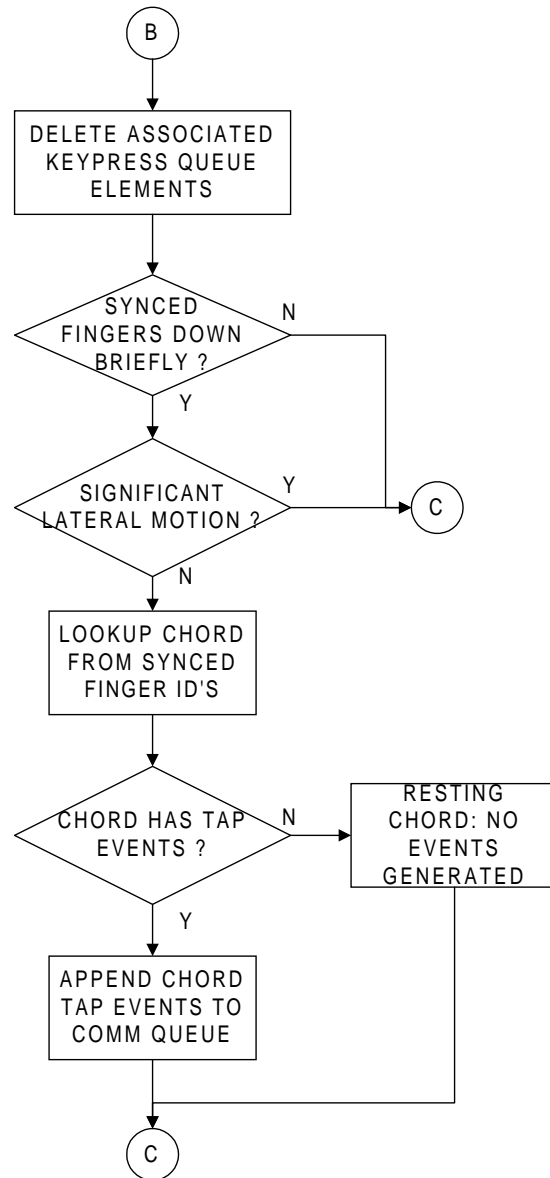 B
DELETE ASSOCIATED
KEYPRESS QUEUE
ELEMENTS
SYNCED
FINGERS DOWN
BRIEFLY ?
N
Y
SIGNIFICANT
LATERAL MOTION ?
Y
C
N
LOOKUP CHORD
FROM SYNCED
FINGER ID'S
CHORD HAS TAP
EVENTS ?
N
RESTING
CHORD: NO
EVENTS
GENERATED
Y
APPEND CHORD
TAP EVENTS TO
COMM QUEUE
C